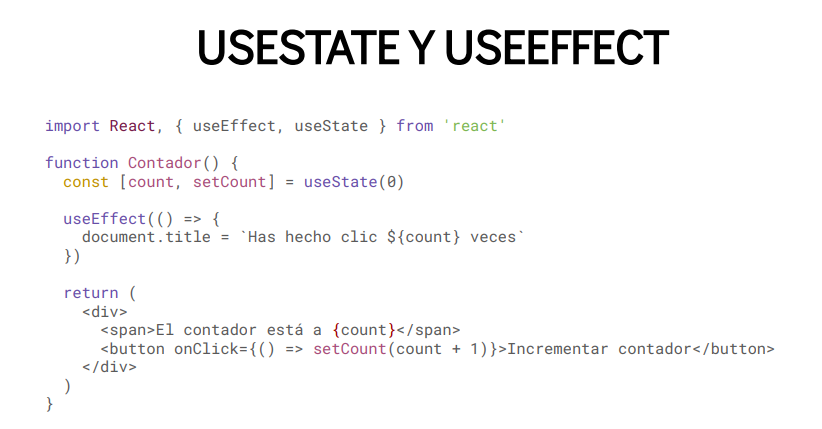 USESTATE Y USEEFFECT
import React, { useEffect, useState } from 'react'
function Contador() {
  const [count, setCount] = useState(0)
  useEffect(() => {
    document.title = `Has hecho clic ${count} veces`
  })
  return (
    <div>
      <span>El contador está a {count}</span>
      <button onClick={() => setCount(count + 1)}>Incrementar contador</button>
    </div>
  )
}